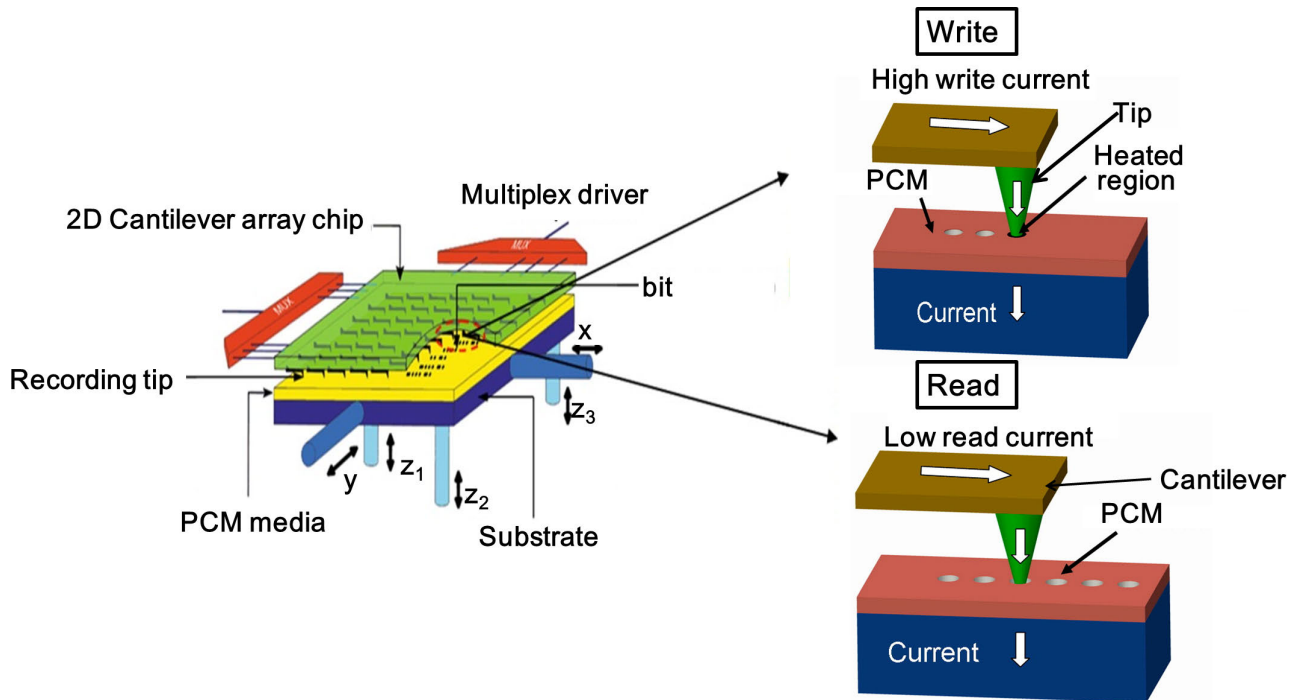 Write
High write current
Tip
Heated
region
PCM
Current
2D Cantilever array chip
Multiplex driver
MUX
MUX
bit
x
Recording tip
z3
y
z1
z2
PCM media
Substrate
Read
Low read current
Cantilever
PCM
Current